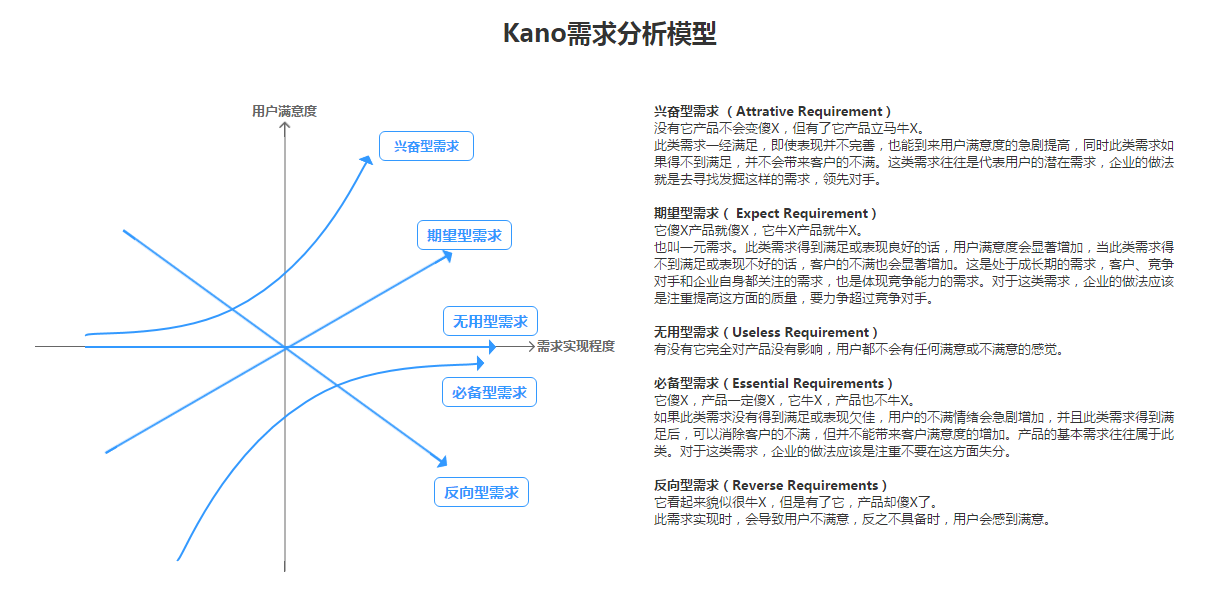 Kano需求分析模型
用户满意度
兴奋型需求
期望型需求
无用型需求
需求实现程度
必备型需求
反向型需求
兴奋型需求 （ Attrative Requirement )
没有它产品不会变傻X，但有了它产品立马牛X。
此类需求一经满足，即使表现并不完善，也能到来用户满意度的急剧提高，同时此类需求如
果得不到满足，并不会带来客户的不满。这类需求往往是代表用户的潜在需求，企业的做法
就是去寻找发掘这样的需求，领先对手。
期望型需求（ Expect Requirement )
它傻X产品就傻X，它牛X产品就牛X。
也叫一元需求。此类需求得到满足或表现良好的话，用户满意度会显著增加，当此类需求得
不到满足或表现不好的话，客户的不满也会显著增加。这是处于成长期的需求，客户、竞争
对手和企业自身都关注的需求，也是体现竞争能力的需求。对于这类需求，企业的做法应该
是注重提高这方面的质量，要力争超过竞争对手。
无用型需求（Useless Requirement )
有没有它完全对产品没有影响，用户都不会有任何满意或不满意的感觉。
必备型需求（Essential Requirements )
它傻X，产品一定傻X，它牛X，产品也不牛X。
如果此类需求没有得到满足或表现欠佳，用户的不满情绪会急剧增加，并且此类需求得到满
足后，可以消除客户的不满，但并不能带来客户满意度的增加。产品的基本需求往往属于此
类。对于这类需求，企业的做法应该是注重不要在这方面失分。
反向型需求（Reverse Requirements )
它看起来貌似很牛X，但是有了它，产品却傻X了。
此需求实现时，会导致用户不满意，反之不具备时，用户会感到满意。